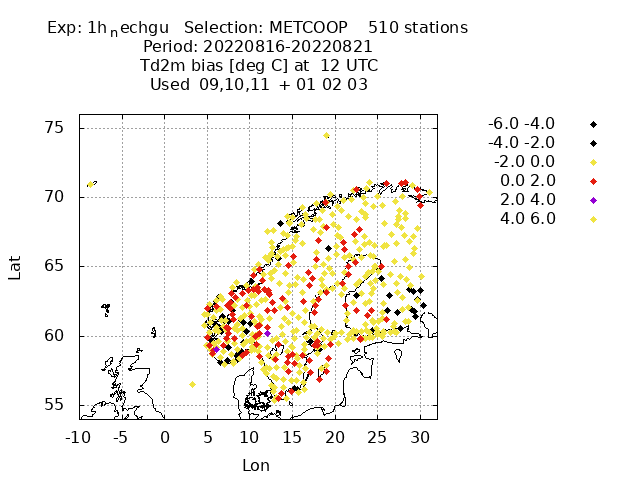 Exp: 1h_nechgu   Selection: METCOOP    510 stations
Period: 20220816-20220821
Td2m bias [deg C] at  12 UTC
Used  09,10,11  + 01 02 03
-6.0 -4.0
-4.0 -2.0
-2.0 0.0
0.0 2.0
2.0 4.0
4.0 6.0
75
70
65
60
55
Lat
-10 -5 0 5 10 15 20 25 30
Lon